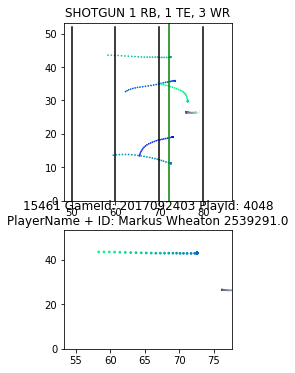 SHOTGUN 1 RB, 1 TE, 3 WR
50
40
30
20
10
0
50 60 70 80
15461 GameId: 2017092403 PlayId: 4048
PlayerName + ID: Markus Wheaton 2539291.0
40
20
0
55 60 65 70 75